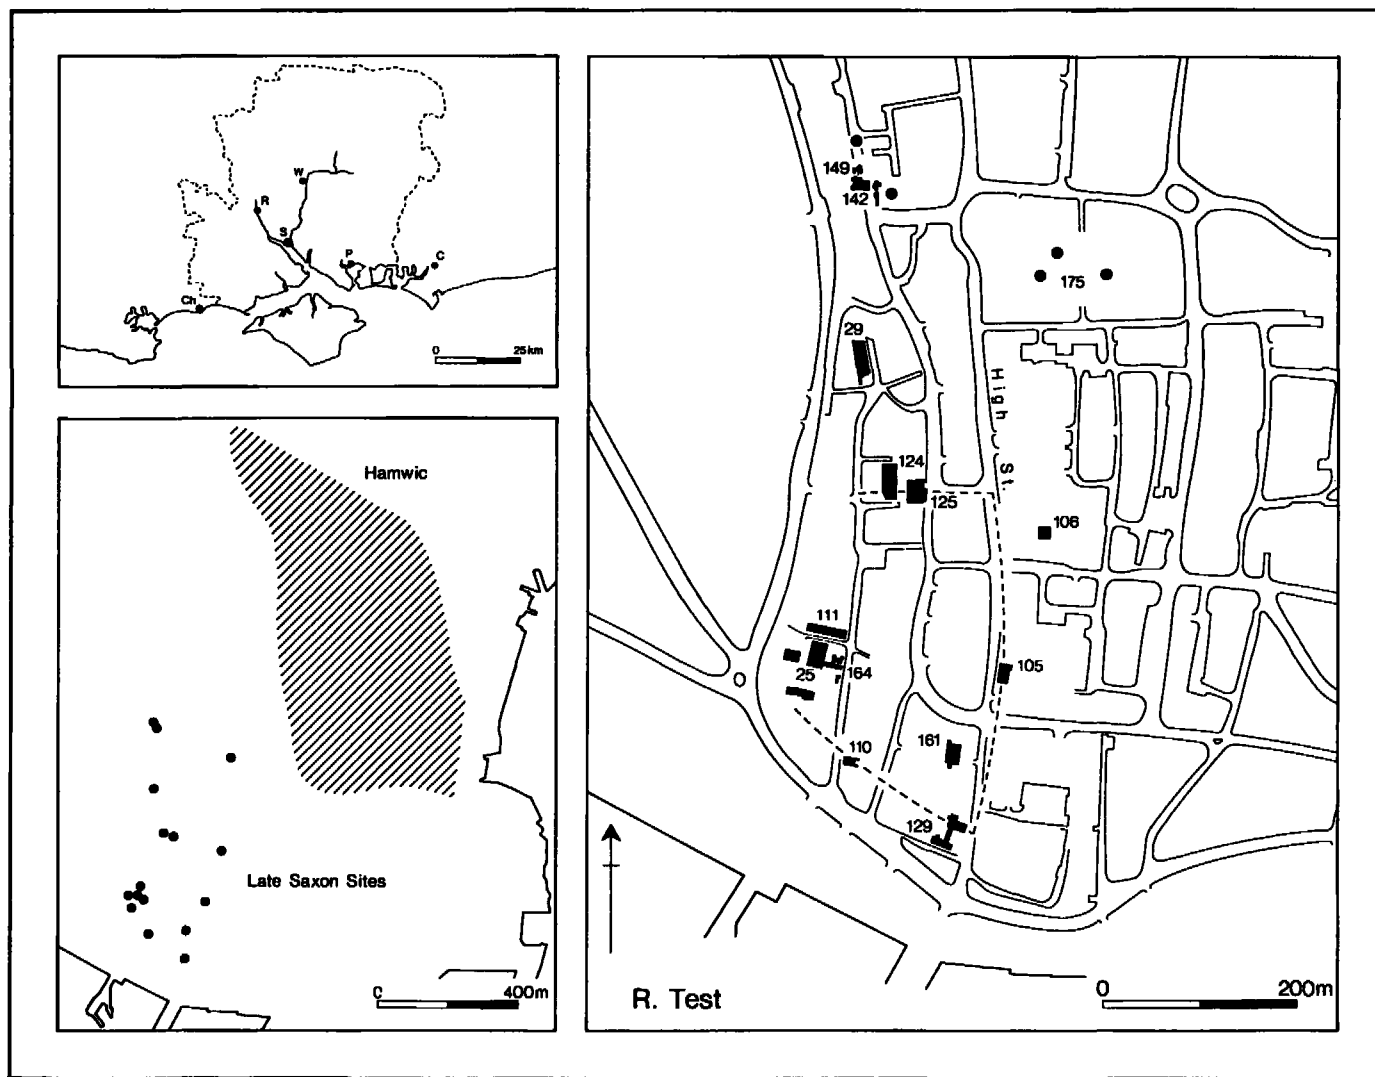 W
R
S
P
C
Ch
0 25km
Hamwic
Late Saxon Sites
0 400m
149
142
175
29
High St.
124
125
106
111
25
164
105
110
161
129
R. Test
0 200m